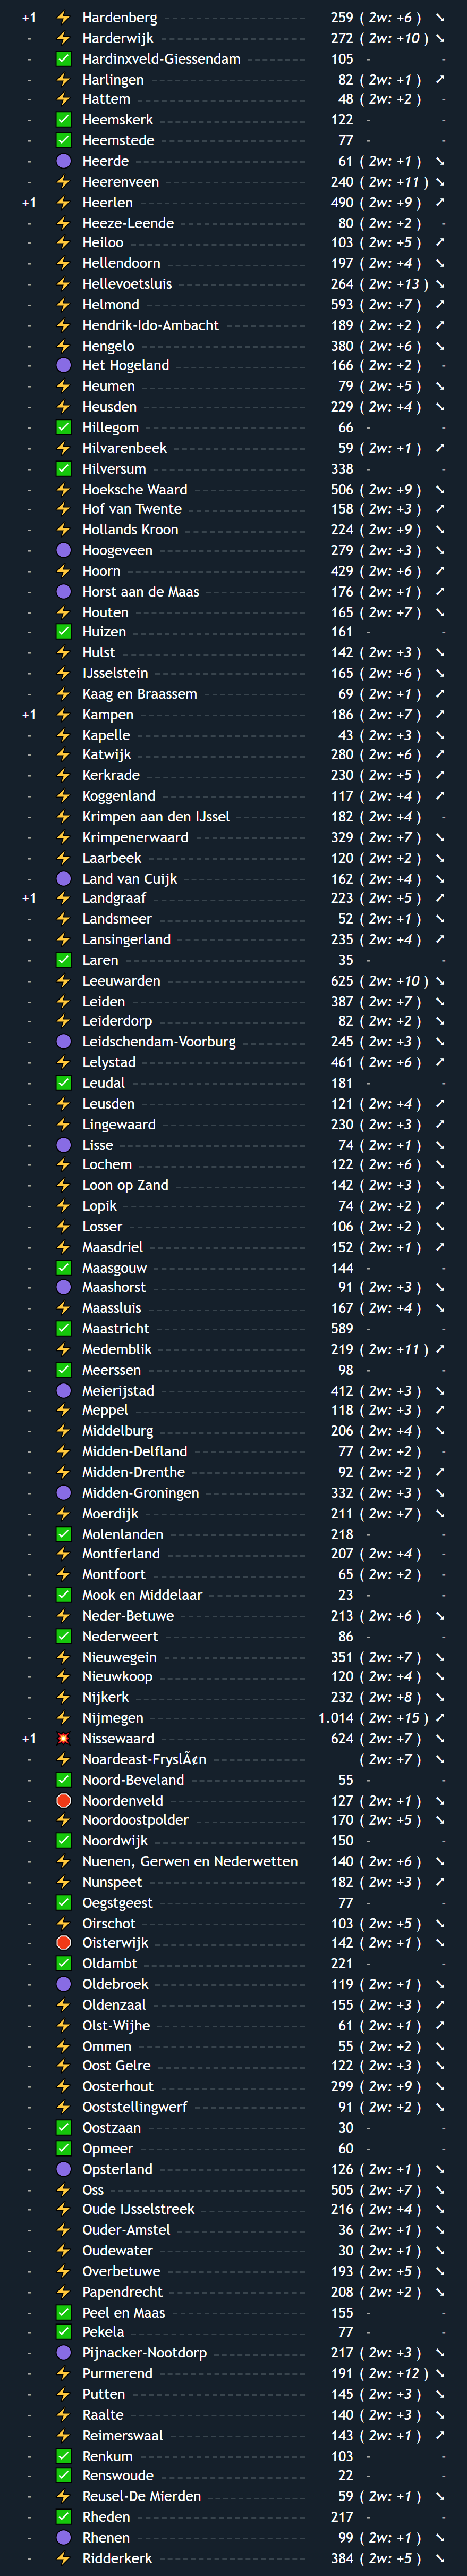 +1 ⚡ Hardenberg 259 ( 2w: +6 ) ↘
- ⚡ Harderwijk 272 ( 2w: +10 ) ↘
- ✅ Hardinxveld-Giessendam 105 - -
- ⚡ Harlingen 82 ( 2w: +1 ) ↗
- ⚡ Hattem 48 ( 2w: +2 ) -
- ✅ Heemskerk 122 - -
- ✅ Heemstede 77 - -
- 🟣 Heerde 61 ( 2w: +1 ) ↘
- ⚡ Heerenveen 240 ( 2w: +11 ) ↘
+1 ⚡ Heerlen 490 ( 2w: +9 ) ↗
- ⚡ Heeze-Leende 80 ( 2w: +2 ) -
- ⚡ Heiloo 103 ( 2w: +5 ) ↗
- ⚡ Hellendoorn 197 ( 2w: +4 ) ↘
- ⚡ Hellevoetsluis 264 ( 2w: +13 ) ↘
- ⚡ Helmond 593 ( 2w: +7 ) ↗
- ⚡ Hendrik-Ido-Ambacht 189 ( 2w: +2 ) ↗
- ⚡ Hengelo 380 ( 2w: +6 ) ↘
- 🟣 Het Hogeland 166 ( 2w: +2 ) -
- ⚡ Heumen 79 ( 2w: +5 ) ↘
- ⚡ Heusden 229 ( 2w: +4 ) ↘
- ✅ Hillegom 66 - -
- ⚡ Hilvarenbeek 59 ( 2w: +1 ) ↗
- ✅ Hilversum 338 - -
- ⚡ Hoeksche Waard 506 ( 2w: +9 ) ↘
- ⚡ Hof van Twente 158 ( 2w: +3 ) ↗
- ⚡ Hollands Kroon 224 ( 2w: +9 ) ↘
- 🟣 Hoogeveen 279 ( 2w: +3 ) ↘
- ⚡ Hoorn 429 ( 2w: +6 ) ↗
- 🟣 Horst aan de Maas 176 ( 2w: +1 ) ↗
- ⚡ Houten 165 ( 2w: +7 ) ↘
- ✅ Huizen 161 - -
- ⚡ Hulst 142 ( 2w: +3 ) ↘
- ⚡ IJsselstein 165 ( 2w: +6 ) ↘
- ⚡ Kaag en Braassem 69 ( 2w: +1 ) ↗
+1 ⚡ Kampen 186 ( 2w: +7 ) ↗
- ⚡ Kapelle 43 ( 2w: +3 ) ↘
- ⚡ Katwijk 280 ( 2w: +6 ) ↗
- ⚡ Kerkrade 230 ( 2w: +5 ) ↗
- ⚡ Koggenland 117 ( 2w: +4 ) ↗
- ⚡ Krimpen aan den IJssel 182 ( 2w: +4 ) -
- ⚡ Krimpenerwaard 329 ( 2w: +7 ) ↘
- ⚡ Laarbeek 120 ( 2w: +2 ) ↘
- 🟣 Land van Cuijk 162 ( 2w: +4 ) ↘
+1 ⚡ Landgraaf 223 ( 2w: +5 ) ↗
- ⚡ Landsmeer 52 ( 2w: +1 ) ↘
- ⚡ Lansingerland 235 ( 2w: +4 ) ↗
- ✅ Laren 35 - -
- ⚡ Leeuwarden 625 ( 2w: +10 ) ↘
- ⚡ Leiden 387 ( 2w: +7 ) ↘
- ⚡ Leiderdorp 82 ( 2w: +2 ) ↘
- 🟣 Leidschendam-Voorburg 245 ( 2w: +3 ) ↘
- ⚡ Lelystad 461 ( 2w: +6 ) ↗
- ✅ Leudal 181 - -
- ⚡ Leusden 121 ( 2w: +4 ) ↗
- ⚡ Lingewaard 230 ( 2w: +3 ) ↗
- 🟣 Lisse 74 ( 2w: +1 ) ↘
- ⚡ Lochem 122 ( 2w: +6 ) ↘
- ⚡ Loon op Zand 142 ( 2w: +3 ) ↘
- ⚡ Lopik 74 ( 2w: +2 ) ↗
- ⚡ Losser 106 ( 2w: +2 ) ↘
- ⚡ Maasdriel 152 ( 2w: +1 ) ↗
- ✅ Maasgouw 144 - -
- 🟣 Maashorst 91 ( 2w: +3 ) ↘
- ⚡ Maassluis 167 ( 2w: +4 ) ↘
- ✅ Maastricht 589 - -
- ⚡ Medemblik 219 ( 2w: +11 ) ↗
- ✅ Meerssen 98 - -
- 🟣 Meierijstad 412 ( 2w: +3 ) ↘
- ⚡ Meppel 118 ( 2w: +3 ) ↗
- ⚡ Middelburg 206 ( 2w: +4 ) ↘
- ⚡ Midden-Delfland 77 ( 2w: +2 ) -
- ⚡ Midden-Drenthe 92 ( 2w: +2 ) ↗
- 🟣 Midden-Groningen 332 ( 2w: +3 ) ↘
- ⚡ Moerdijk 211 ( 2w: +7 ) ↘
- ✅ Molenlanden 218 - -
- ⚡ Montferland 207 ( 2w: +4 ) -
- ⚡ Montfoort 65 ( 2w: +2 ) -
- ✅ Mook en Middelaar 23 - -
- ⚡ Neder-Betuwe 213 ( 2w: +6 ) ↘
- ✅ Nederweert 86 - -
- ⚡ Nieuwegein 351 ( 2w: +7 ) ↘
- ⚡ Nieuwkoop 120 ( 2w: +4 ) ↘
- ⚡ Nijkerk 232 ( 2w: +8 ) ↘
- ⚡ Nijmegen 1.014 ( 2w: +15 ) ↗
+1 💥 Nissewaard 624 ( 2w: +7 ) ↘
- ⚡ Noardeast-FryslÃ¢n ( 2w: +7 ) ↘
- ✅ Noord-Beveland 55 - -
- 🛑 Noordenveld 127 ( 2w: +1 ) ↘
- ⚡ Noordoostpolder 170 ( 2w: +5 ) ↘
- ✅ Noordwijk 150 - -
- ⚡ Nuenen, Gerwen en Nederwetten 140 ( 2w: +6 ) ↘
- ⚡ Nunspeet 182 ( 2w: +3 ) ↗
- ✅ Oegstgeest 77 - -
- ⚡ Oirschot 103 ( 2w: +5 ) ↘
- 🛑 Oisterwijk 142 ( 2w: +1 ) ↘
- ✅ Oldambt 221 - -
- 🟣 Oldebroek 119 ( 2w: +1 ) ↘
- ⚡ Oldenzaal 155 ( 2w: +3 ) ↗
- ⚡ Olst-Wijhe 61 ( 2w: +1 ) ↗
- ⚡ Ommen 55 ( 2w: +2 ) ↘
- ⚡ Oost Gelre 122 ( 2w: +3 ) ↘
- ⚡ Oosterhout 299 ( 2w: +9 ) ↘
- ⚡ Ooststellingwerf 91 ( 2w: +2 ) ↘
- ✅ Oostzaan 30 - -
- ✅ Opmeer 60 - -
- 🟣 Opsterland 126 ( 2w: +1 ) ↘
- ⚡ Oss 505 ( 2w: +7 ) ↘
- ⚡ Oude IJsselstreek 216 ( 2w: +4 ) ↘
- ⚡ Ouder-Amstel 36 ( 2w: +1 ) ↘
- ⚡ Oudewater 30 ( 2w: +1 ) ↘
- ⚡ Overbetuwe 193 ( 2w: +5 ) ↘
- ⚡ Papendrecht 208 ( 2w: +2 ) ↘
- ✅ Peel en Maas 155 - -
- ✅ Pekela 77 - -
- 🟣 Pijnacker-Nootdorp 217 ( 2w: +3 ) ↘
- ⚡ Purmerend 191 ( 2w: +12 ) ↘
- ⚡ Putten 145 ( 2w: +3 ) ↘
- ⚡ Raalte 140 ( 2w: +3 ) ↘
- ⚡ Reimerswaal 143 ( 2w: +1 ) ↗
- ✅ Renkum 103 - -
- ✅ Renswoude 22 - -
- ⚡ Reusel-De Mierden 59 ( 2w: +1 ) ↘
- ✅ Rheden 217 - -
- 🟣 Rhenen 99 ( 2w: +1 ) ↘
- ⚡ Ridderkerk 384 ( 2w: +5 ) ↘